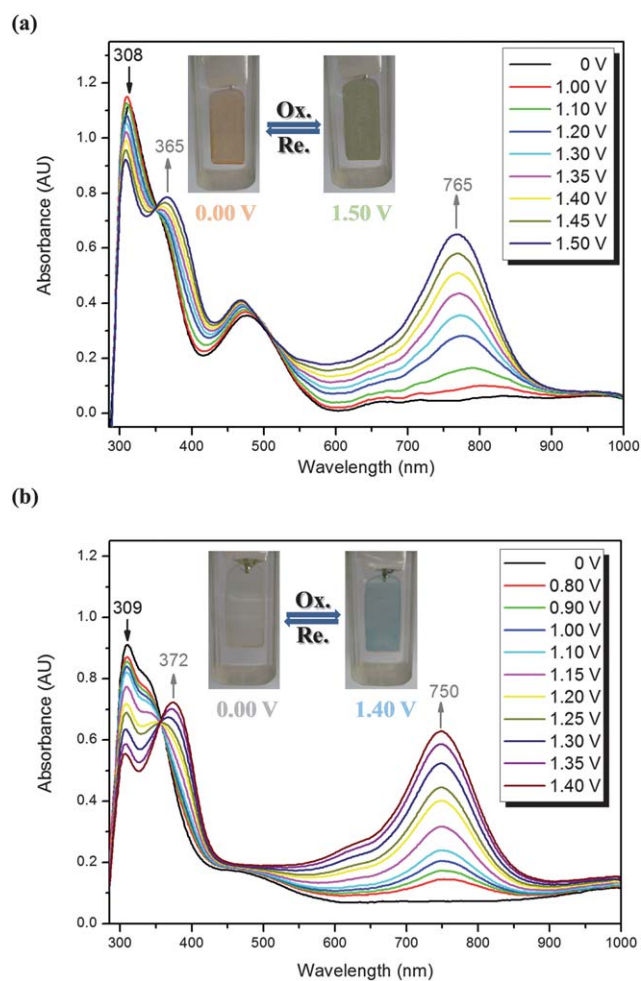 (a)
308
365
Ox.
Re.
0.00 V
1.50 V
765
0 V
1.00 V
1.10 V
1.20 V
1.30 V
1.35 V
1.40 V
1.45 V
1.50 V
Absorbance (AU)
1.2
1.0
0.8
0.6
0.4
0.2
0.0
300 400 500 600 700 800 900 1000
Wavelength (nm)
(b)
309
372
Ox.
Re.
0.00 V
1.40 V
750
0 V
0.80 V
0.90 V
1.00 V
1.10 V
1.15 V
1.20 V
1.25 V
1.30 V
1.35 V
1.40 V
Absorbance (AU)
1.2
1.0
0.8
0.6
0.4
0.2
0.0
300 400 500 600 700 800 900 1000
Wavelength (nm)